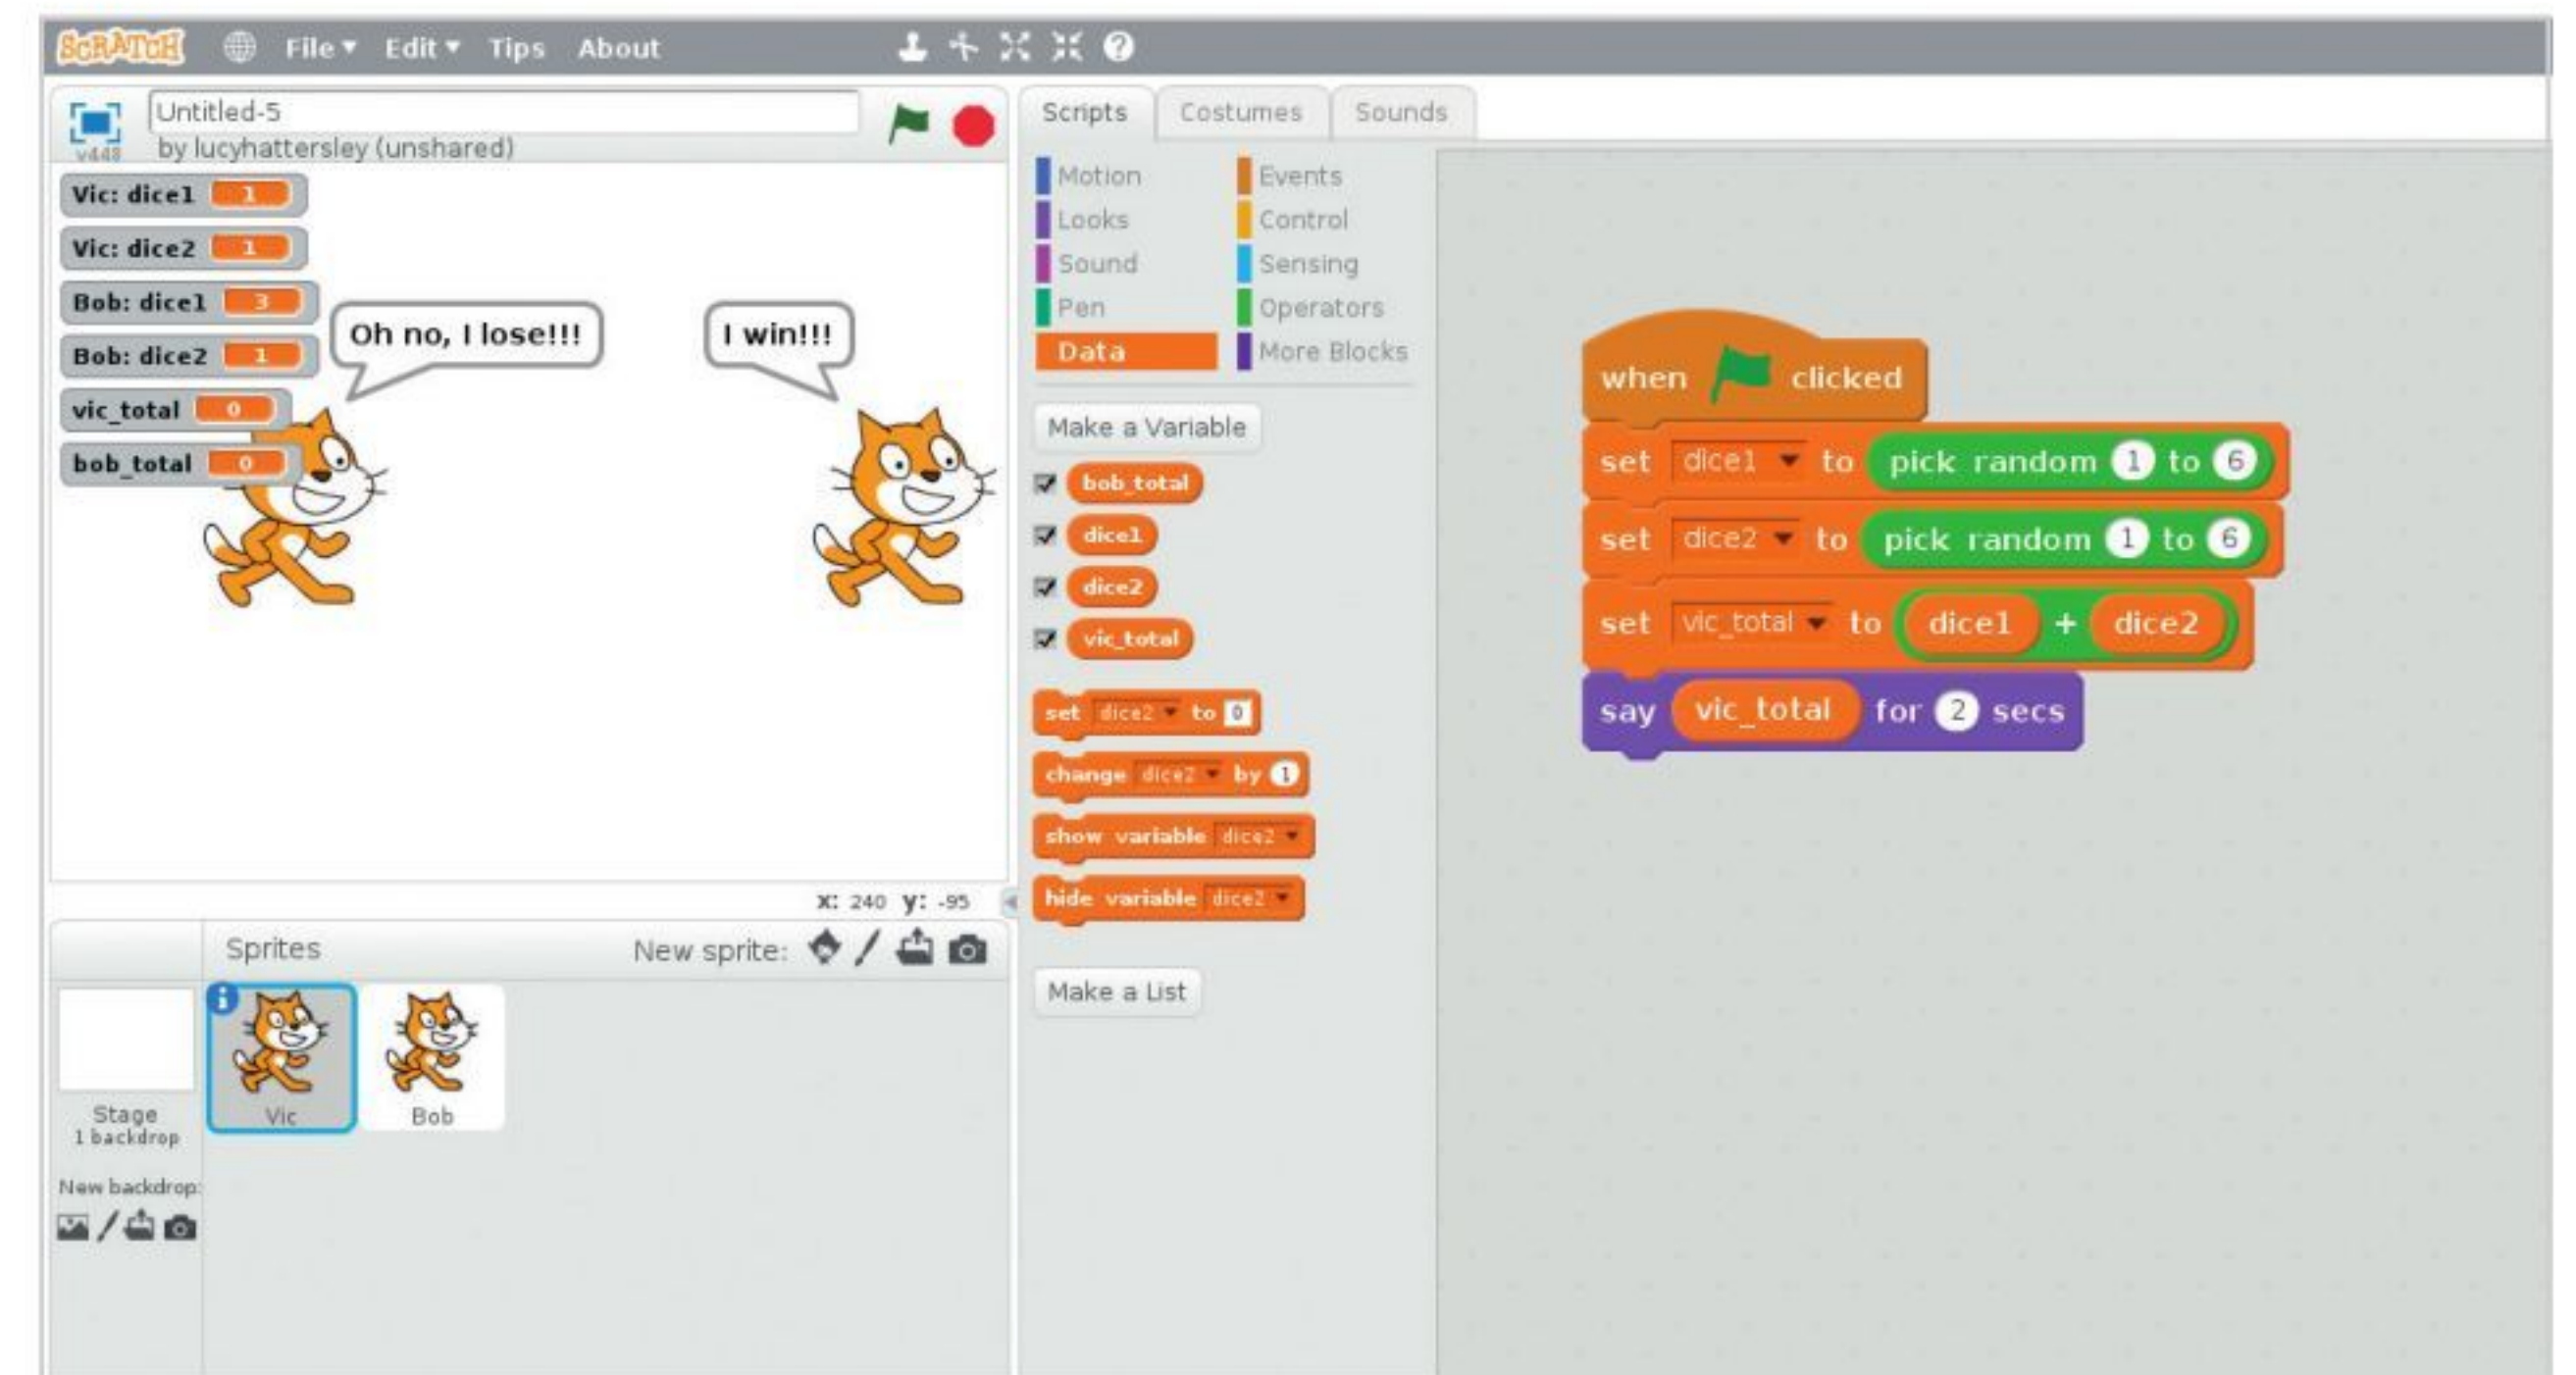 SCRATCH File Edit Tips About ?
Untitled-5
v448 by lucyhattersley (unshared)
Vic: dice1 1
Vic: dice2 1
Bob: dice1 3
Bob: dice2 1
vic_total 0
bob_total 0
Oh no, I lose!!!
I win!!!
x: 240 y: -95
Sprites New sprite:
Stage
1 backdrop
New backdrop:
i
Vic
Bob
Scripts Costumes Sounds
Motion Events
Looks Control
Sound Sensing
Pen Operators
Data More Blocks
Make a Variable
bob_total
dice1
dice2
vic_total
set dice2 to 0
change dice2 by 1
show variable dice2
hide variable dice2
Make a List
when clicked
set dice1 to pick random 1 to 6
set dice2 to pick random 1 to 6
set vic_total to dice1 + dice2
say vic_total for 2 secs